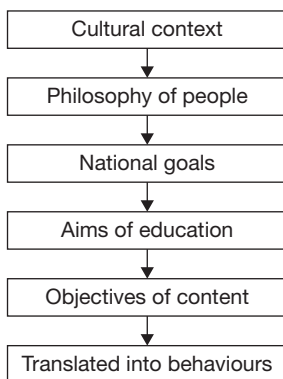 Cultural context
Philosophy of people
National goals
Aims of education
Objectives of content
Translated into behaviours